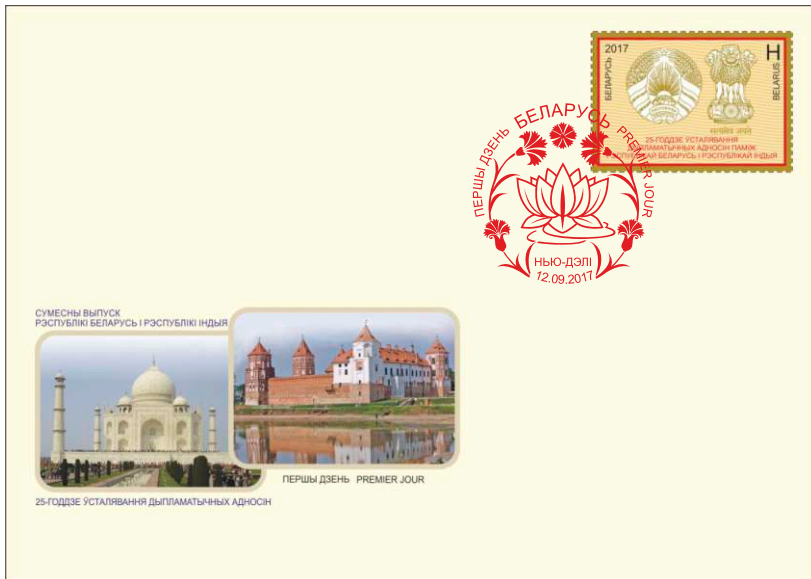 2017
H
БЕЛАРУСЬ
BELARUS
सत्यमेव जयते
25-ГОДДЗЕ ЎСТАЛЯВАННЯ
ДЫПЛАМАТЫЧНЫХ АДНОСІН ПАМІЖ
РЭСПУБЛІКАЙ БЕЛАРУСЬ І РЭСПУБЛІКАЙ ІНДЫЯ
ПЕРШЫ ДЗЕНЬ БЕЛАРУСЬ PREMIER JOUR
НЬЮ-ДЭЛІ
12.09.2017
СУМЕСНЫ ВЫПУСК
РЭСПУБЛІКІ БЕЛАРУСЬ І РЭСПУБЛІКІ ІНДЫЯ
ПЕРШЫ ДЗЕНЬ PREMIER JOUR
25-ГОДДЗЕ ЎСТАЛЯВАННЯ ДЫПЛАМАТЫЧНЫХ АДНОСІН